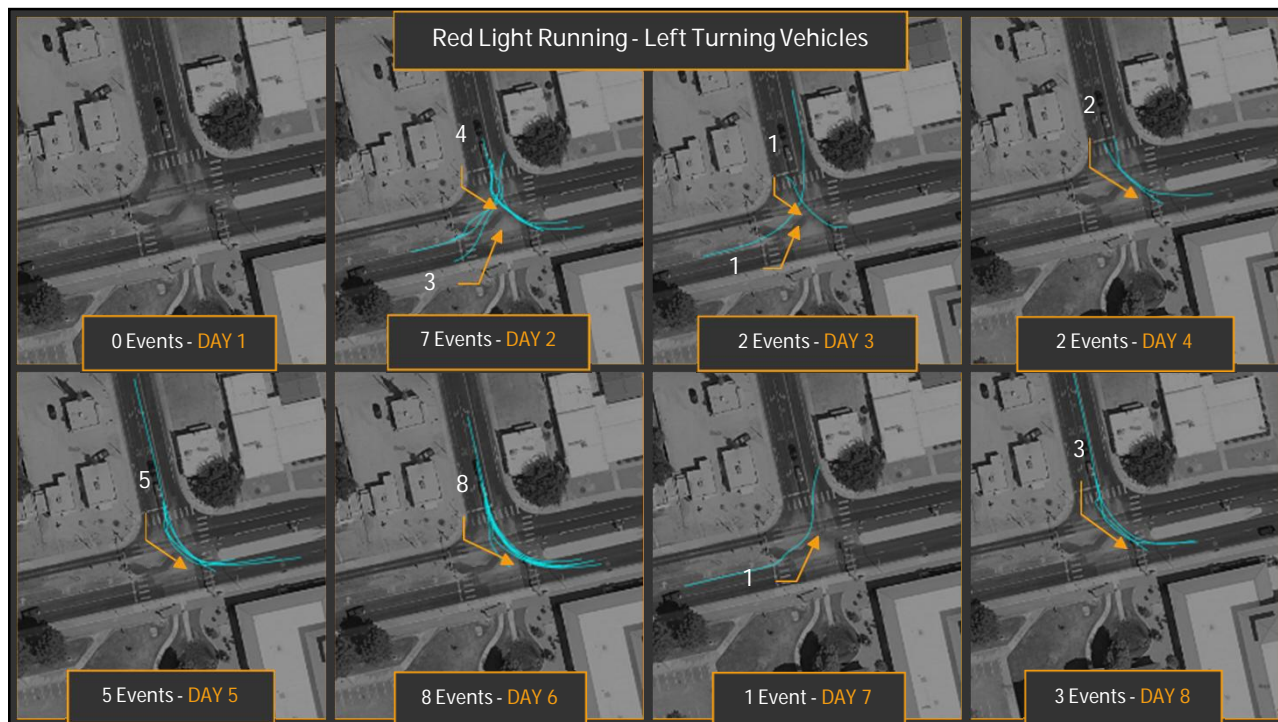 Red Light Running - Left Turning Vehicles
0 Events - DAY 1
4
3
7 Events - DAY 2
1
1
2 Events - DAY 3
2
2 Events - DAY 4
5
5 Events - DAY 5
8
8 Events - DAY 6
1
1 Event - DAY 7
3
3 Events - DAY 8